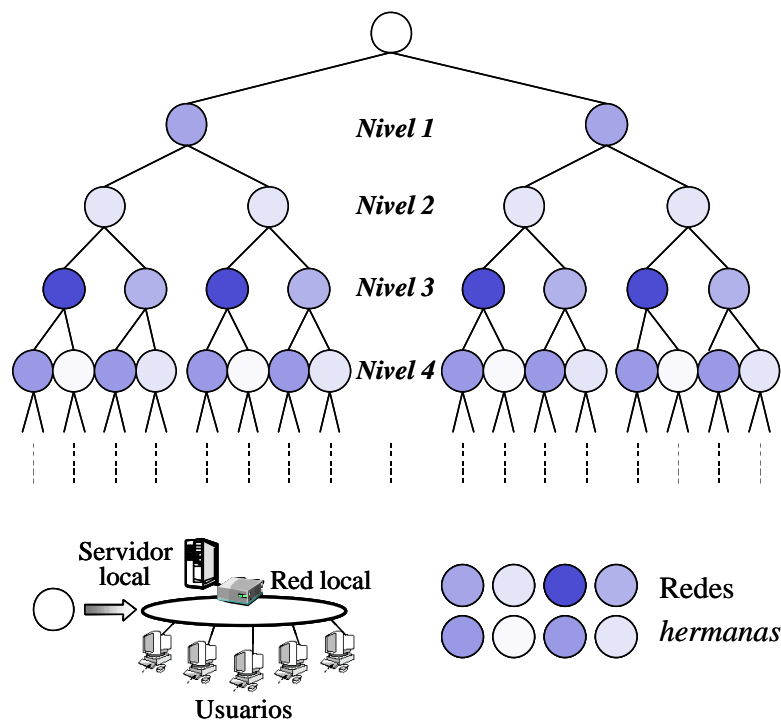 Nivel 1
Nivel 2
Nivel 3
Nivel 4
Servidor
local
Red local
Usuarios
Redes
hermanas